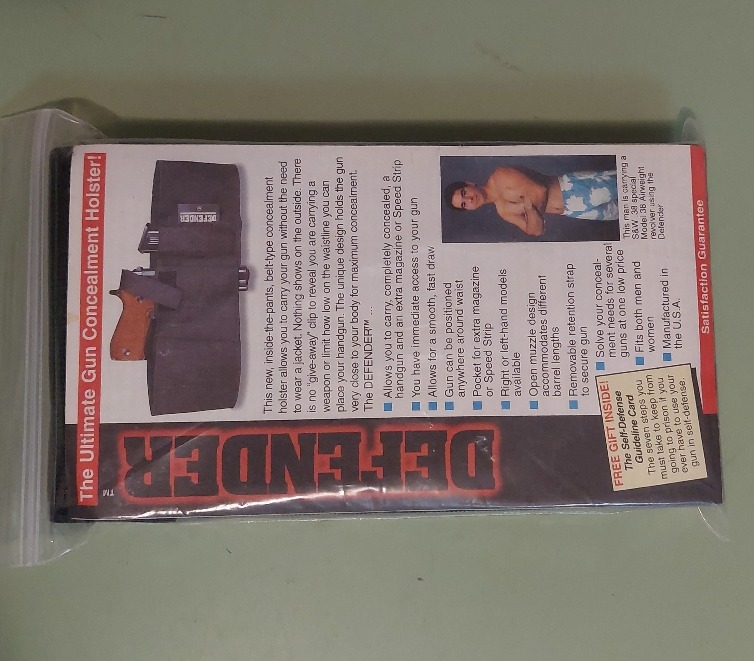 The Ultimate Gun Concealment Holster!
DEFENDER
DEFENDER™
This new, inside-the-pants, belt-type concealment
holster allows you to carry your gun without the need
to wear a jacket. Nothing shows on the outside. There
is no "give-away" clip to reveal you are carrying a
weapon or limit how low on the waistline you can
place your handgun. The unique design holds the gun
very close to your body for maximum concealment.
The DEFENDER™ ...
Allows you to carry, completely concealed, a
handgun and an extra magazine or Speed Strip
You have immediate access to your gun
Allows for a smooth, fast draw
Gun can be positioned
anywhere around waist
Pocket for extra magazine
or Speed Strip
Right or left-hand models
available
Open muzzle design
accommodates different
barrel lengths
Removable retention strap
to secure gun
Solve your conceal-
ment needs for several
guns at one low price
Fits both men and
women
Manufactured in
the U.S.A.
This man is carrying a
S&W .38 special
Model 38 Airweight
revolver using the
Defender
FREE GIFT INSIDE!
The Self-Defense
Guideline Card
The seven steps you
must take to keep from
going to prison if you
ever have to use your
gun in self-defense.
Satisfaction Guarantee